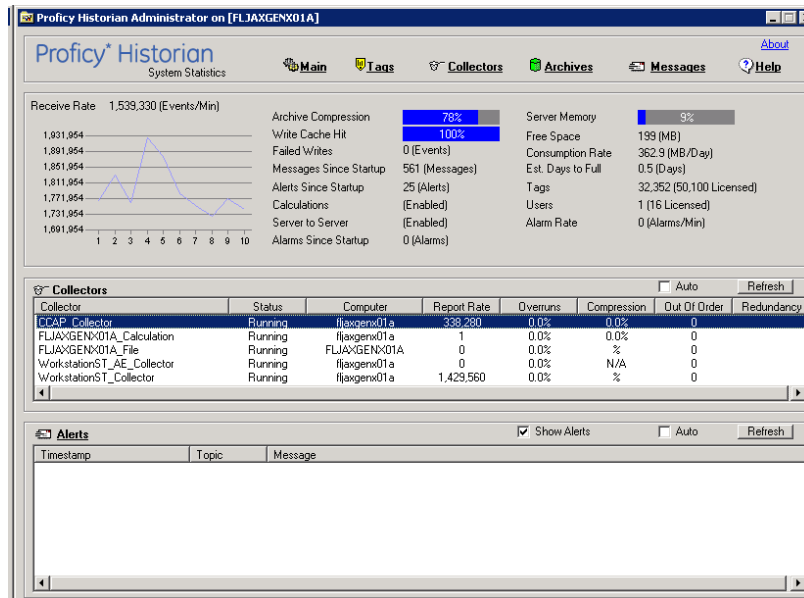 Proficy Historian Administrator on [FLJAXGENX01A]
Proficy* Historian
System Statistics
Main Tags Collectors Archives Messages Help
About
Receive Rate 1,539,330 (Events/Min)
1,931,954
1,891,954
1,851,954
1,811,954
1,771,954
1,731,954
1,691,954
1 2 3 4 5 6 7 8 9 10
Archive Compression 78%
Write Cache Hit 100%
Failed Writes 0 (Events)
Messages Since Startup 561 (Messages)
Alerts Since Startup 25 (Alerts)
Calculations (Enabled)
Server to Server (Enabled)
Alarms Since Startup 0 (Alarms)
Server Memory 9%
Free Space 199 (MB)
Consumption Rate 362.9 (MB/Day)
Est. Days to Full 0.5 (Days)
Tags 32,352 (50,100 Licensed)
Users 1 (16 Licensed)
Alarm Rate 0 (Alarms/Min)
Collectors Auto Refresh
Collector Status Computer Report Rate Overruns Compression Out Of Order Redundancy
CCAP_Collector Running fljaxgenx01a 338,280 0.0% 0.0% 0
FLJAXGENX01A_Calculation Running fljaxgenx01a 1 0.0% 0.0% 0
FLJAXGENX01A_File Running FLJAXGENX01A 0 0.0% % 0
WorkstationST_AE_Collector Running fljaxgenx01a 0 0.0% N/A 0
WorkstationST_Collector Running fljaxgenx01a 1,429,560 0.0% % 0
Alerts Show Alerts Auto Refresh
Timestamp Topic Message